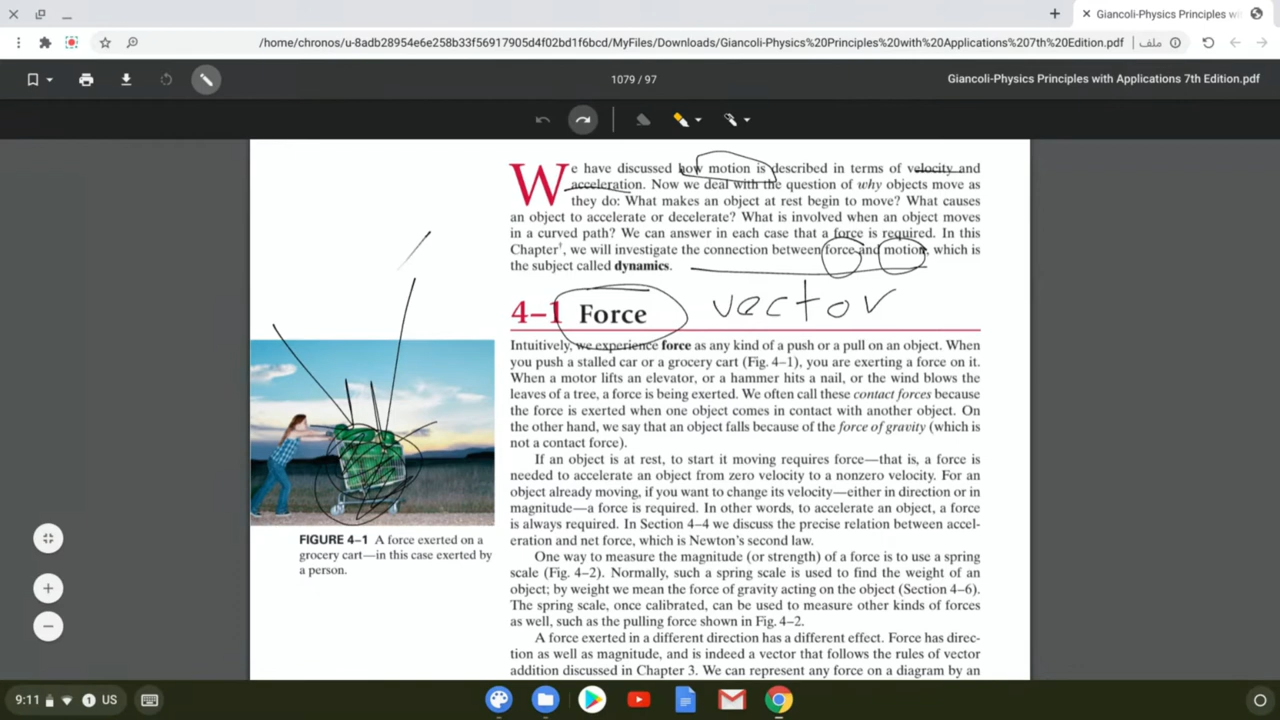 Giancoli-Physics Principles wi
/home/chronos/u-8adb28954e6e258b33f56917905d4f02bd1f6bcd/MyFiles/Downloads/Giancoli-Physics%20Principles%20with%20Applications%207th%20Edition.pdf ملف
1079 / 97
Giancoli-Physics Principles with Applications 7th Edition.pdf
We have discussed how motion is described in terms of velocity and
acceleration. Now we deal with the question of why objects move as
they do: What makes an object at rest begin to move? What causes
an object to accelerate or decelerate? What is involved when an object moves
in a curved path? We can answer in each case that a force is required. In this
Chapter†, we will investigate the connection between force and motion, which is
the subject called dynamics.
4–1 Force vector
Intuitively, we experience force as any kind of a push or a pull on an object. When
you push a stalled car or a grocery cart (Fig. 4–1), you are exerting a force on it.
When a motor lifts an elevator, or a hammer hits a nail, or the wind blows the
leaves of a tree, a force is being exerted. We often call these contact forces because
the force is exerted when one object comes in contact with another object. On
the other hand, we say that an object falls because of the force of gravity (which is
not a contact force).
If an object is at rest, to start it moving requires force—that is, a force is
needed to accelerate an object from zero velocity to a nonzero velocity. For an
object already moving, if you want to change its velocity—either in direction or in
magnitude—a force is required. In other words, to accelerate an object, a force
is always required. In Section 4–4 we discuss the precise relation between accel-
eration and net force, which is Newton's second law.
One way to measure the magnitude (or strength) of a force is to use a spring
scale (Fig. 4–2). Normally, such a spring scale is used to find the weight of an
object; by weight we mean the force of gravity acting on the object (Section 4–6).
The spring scale, once calibrated, can be used to measure other kinds of forces
as well, such as the pulling force shown in Fig. 4–2.
A force exerted in a different direction has a different effect. Force has direc-
tion as well as magnitude, and is indeed a vector that follows the rules of vector
addition discussed in Chapter 3. We can represent any force on a diagram by an
FIGURE 4–1 A force exerted on a
grocery cart—in this case exerted by
a person.
9:11 1 US